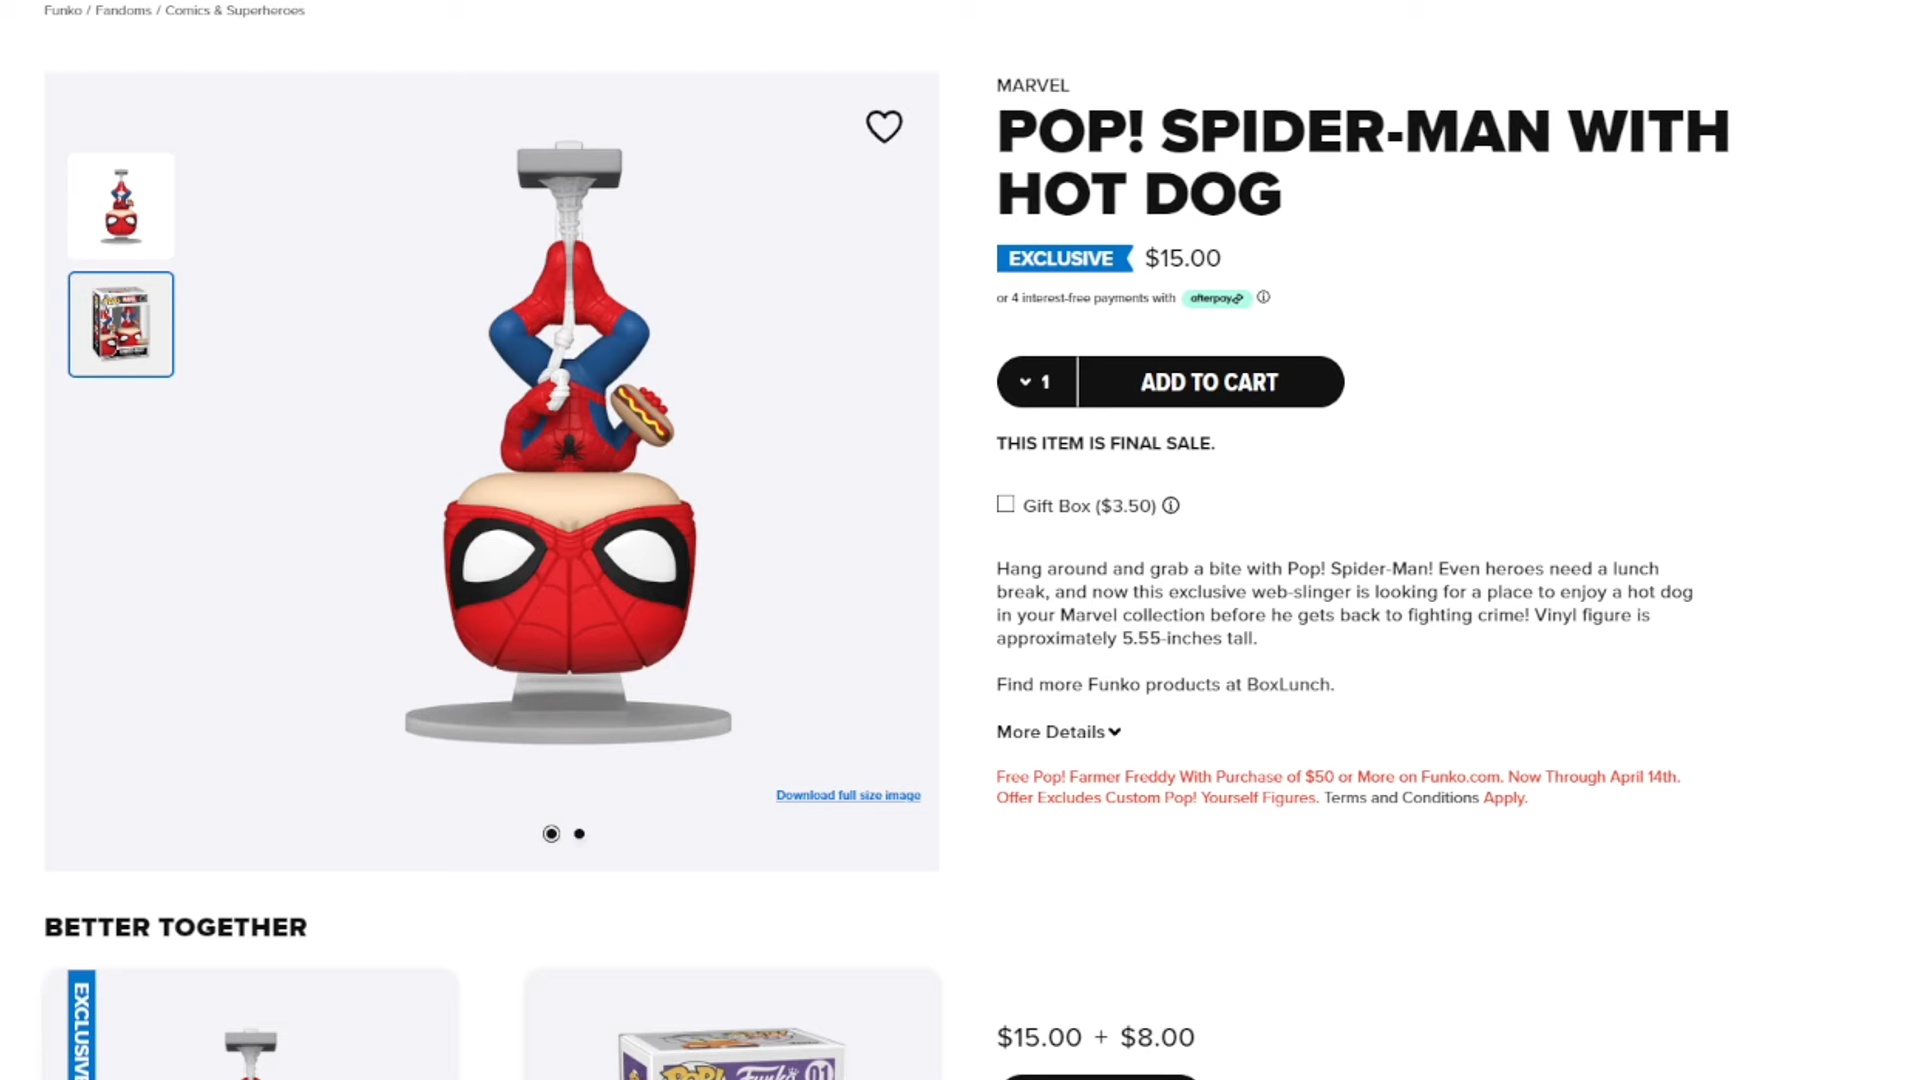 Funko / Fandoms / Comics & Superheroes
MARVEL
POP! SPIDER-MAN WITH
HOT DOG
EXCLUSIVE $15.00
or 4 interest-free payments with afterpay
1 ADD TO CART
THIS ITEM IS FINAL SALE.
Gift Box ($3.50)
Hang around and grab a bite with Pop! Spider-Man! Even heroes need a lunch
break, and now this exclusive web-slinger is looking for a place to enjoy a hot dog
in your Marvel collection before he gets back to fighting crime! Vinyl figure is
approximately 5.55-inches tall.
Find more Funko products at BoxLunch.
More Details
Free Pop! Farmer Freddy With Purchase of $50 or More on Funko.com. Now Through April 14th.
Offer Excludes Custom Pop! Yourself Figures. Terms and Conditions Apply.
Download full size image
BETTER TOGETHER
EXCLUSIVE
POP! Funko 01
$15.00 + $8.00